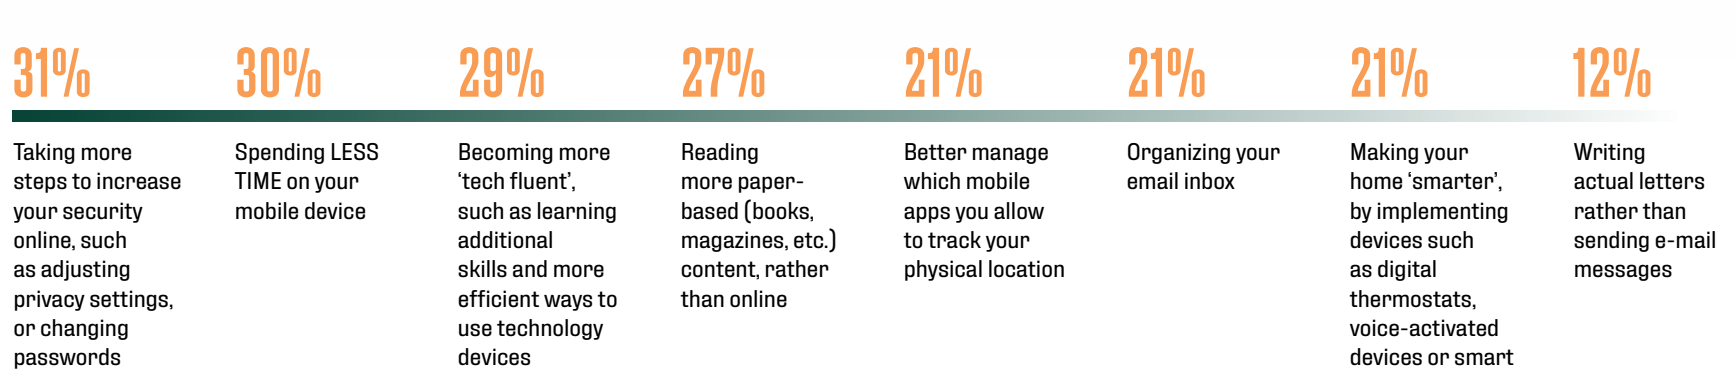 31%
Taking more
steps to increase
your security
online, such
as adjusting
privacy settings,
or changing
passwords
30%
Spending LESS
TIME on your
mobile device
29%
Becoming more
‘tech fluent’,
such as learning
additional
skills and more
efficient ways to
use technology
devices
27%
Reading
more paper-
based (books,
magazines, etc.)
content, rather
than online
21%
Better manage
which mobile
apps you allow
to track your
physical location
21%
Organizing your
email inbox
21%
Making your
home ‘smarter’,
by implementing
devices such
as digital
thermostats,
voice-activated
devices or smart
12%
Writing
actual letters
rather than
sending e-mail
messages